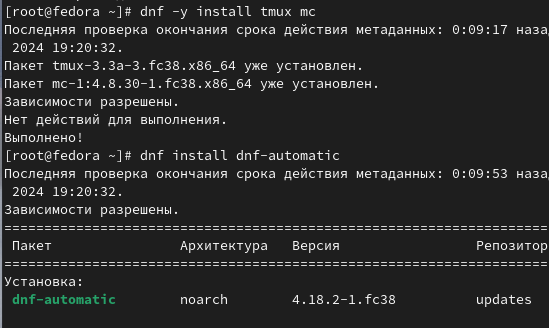 [root@fedora ~]# dnf -y install tmux mc
Последняя проверка окончания срока действия метаданных: 0:09:17 назад
 2024 19:20:32.
Пакет tmux-3.3a-3.fc38.x86_64 уже установлен.
Пакет mc-1:4.8.30-1.fc38.x86_64 уже установлен.
Зависимости разрешены.
Нет действий для выполнения.
Выполнено!
[root@fedora ~]# dnf install dnf-automatic
Последняя проверка окончания срока действия метаданных: 0:09:53 назад
 2024 19:20:32.
Зависимости разрешены.
================================================================
 Пакет Архитектура Версия Репозитор
================================================================
Установка:
 dnf-automatic noarch 4.18.2-1.fc38 updates